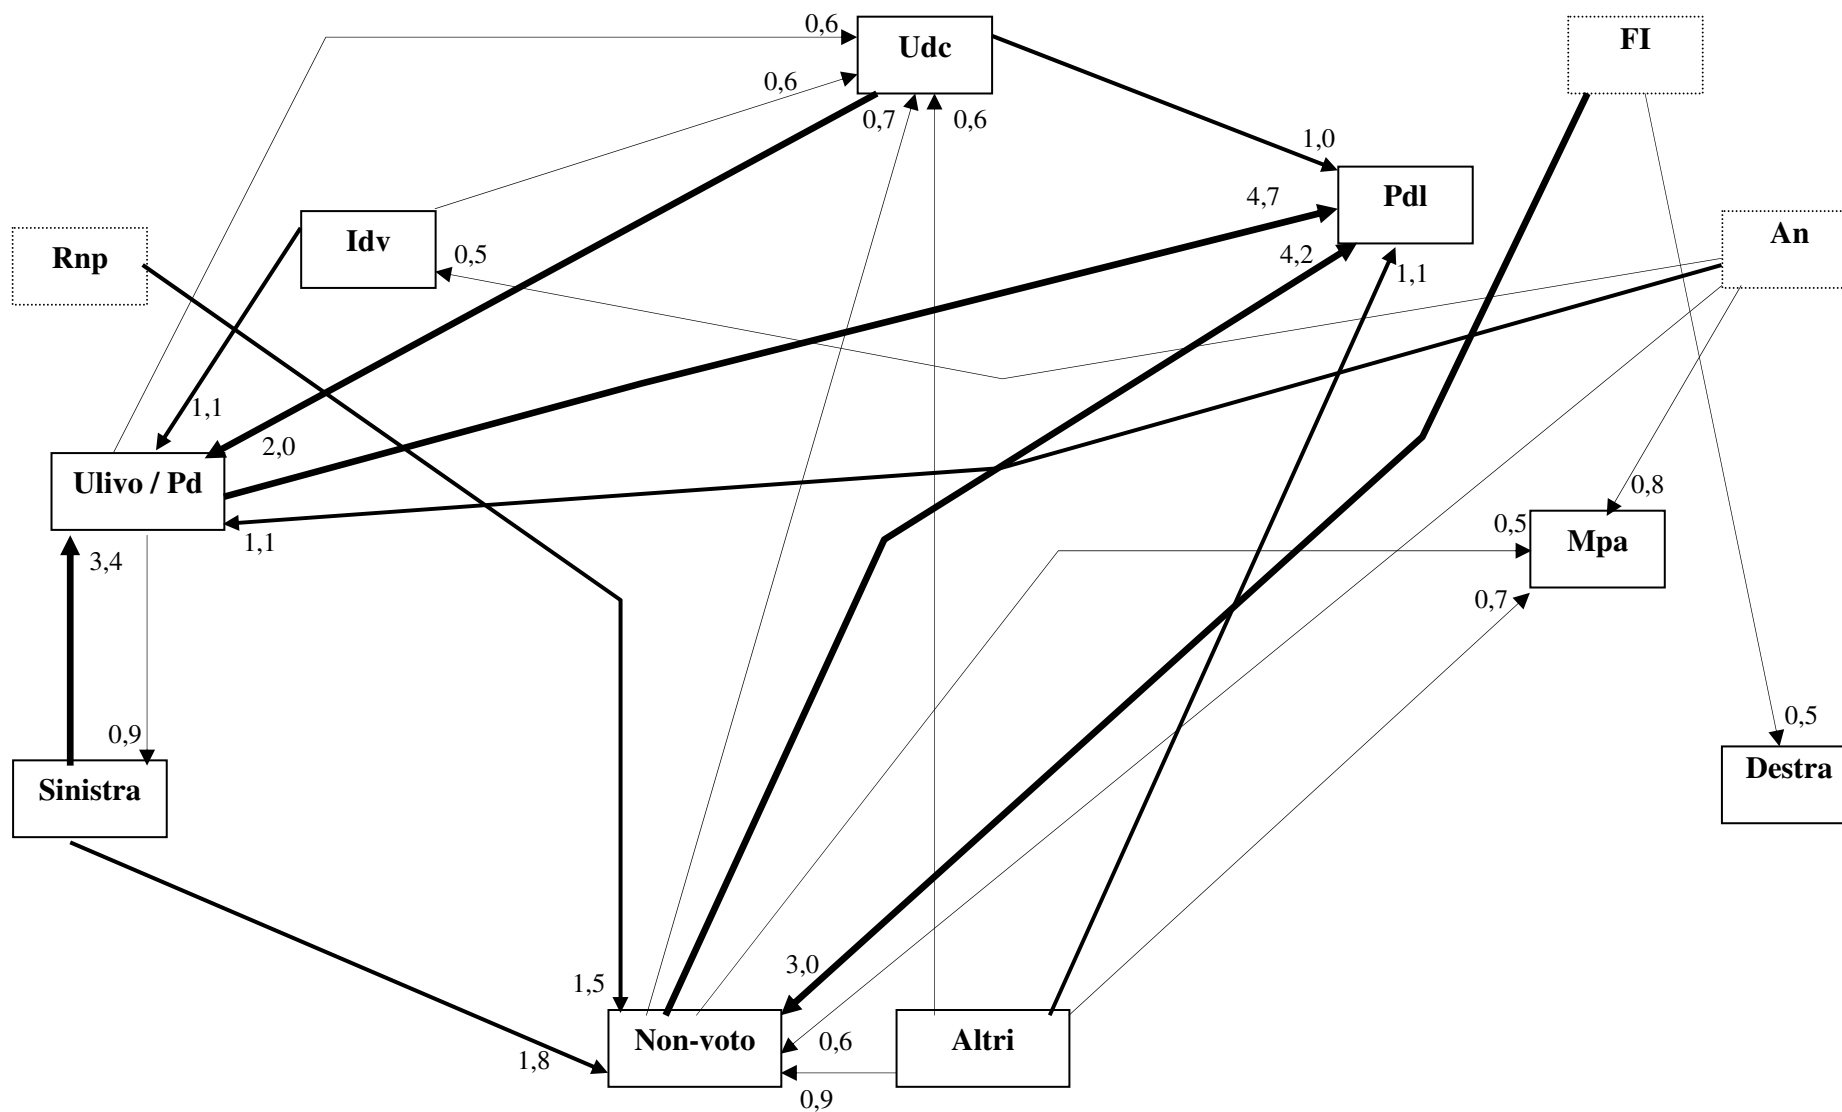 0,6
Udc
FI
0,6
0,7
0,6
1,0
Pdl
4,7
An
Idv
Rnp
0,5
4,2
1,1
1,1
2,0
Ulivo / Pd
0,8
0,5
Mpa
1,1
3,4
0,7
0,5
0,9
Destra
Sinistra
3,0
1,5
Non-voto
0,6
Altri
1,8
0,9